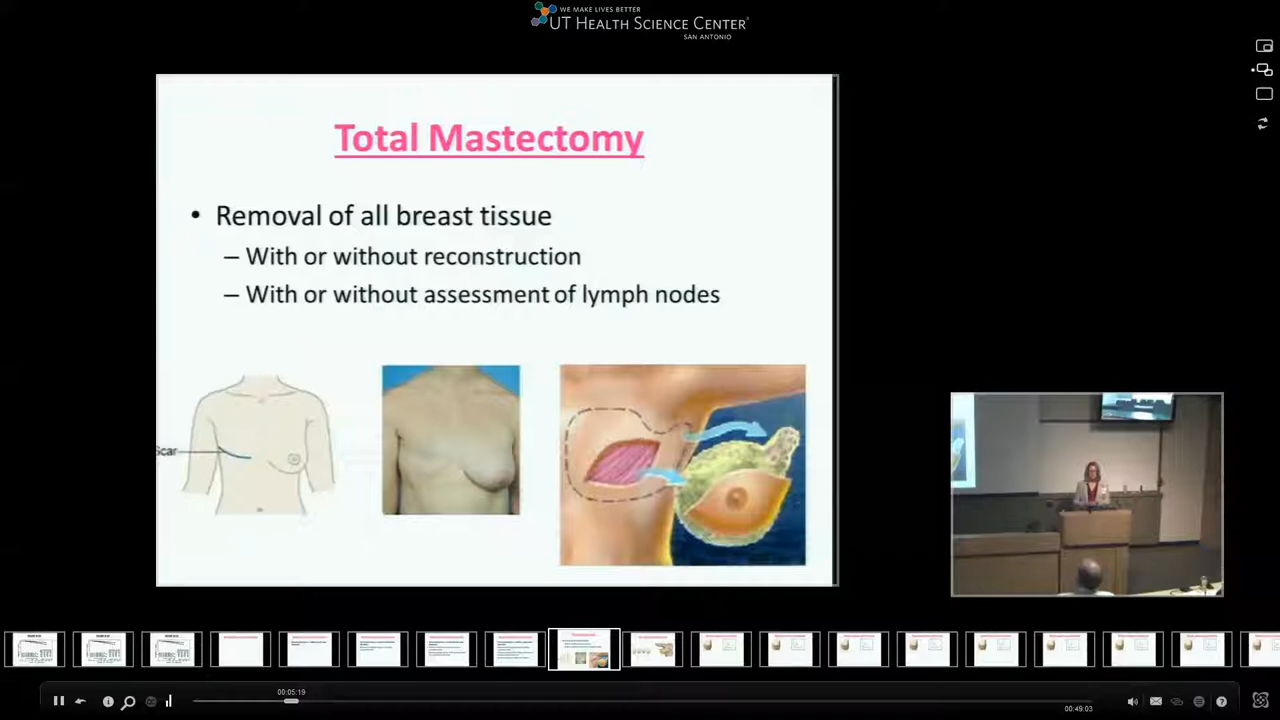 WE MAKE LIVES BETTER
UT HEALTH SCIENCE CENTER®
SAN ANTONIO
Total Mastectomy
• Removal of all breast tissue
– With or without reconstruction
– With or without assessment of lymph nodes
Scar
00:05:19
00:49:03